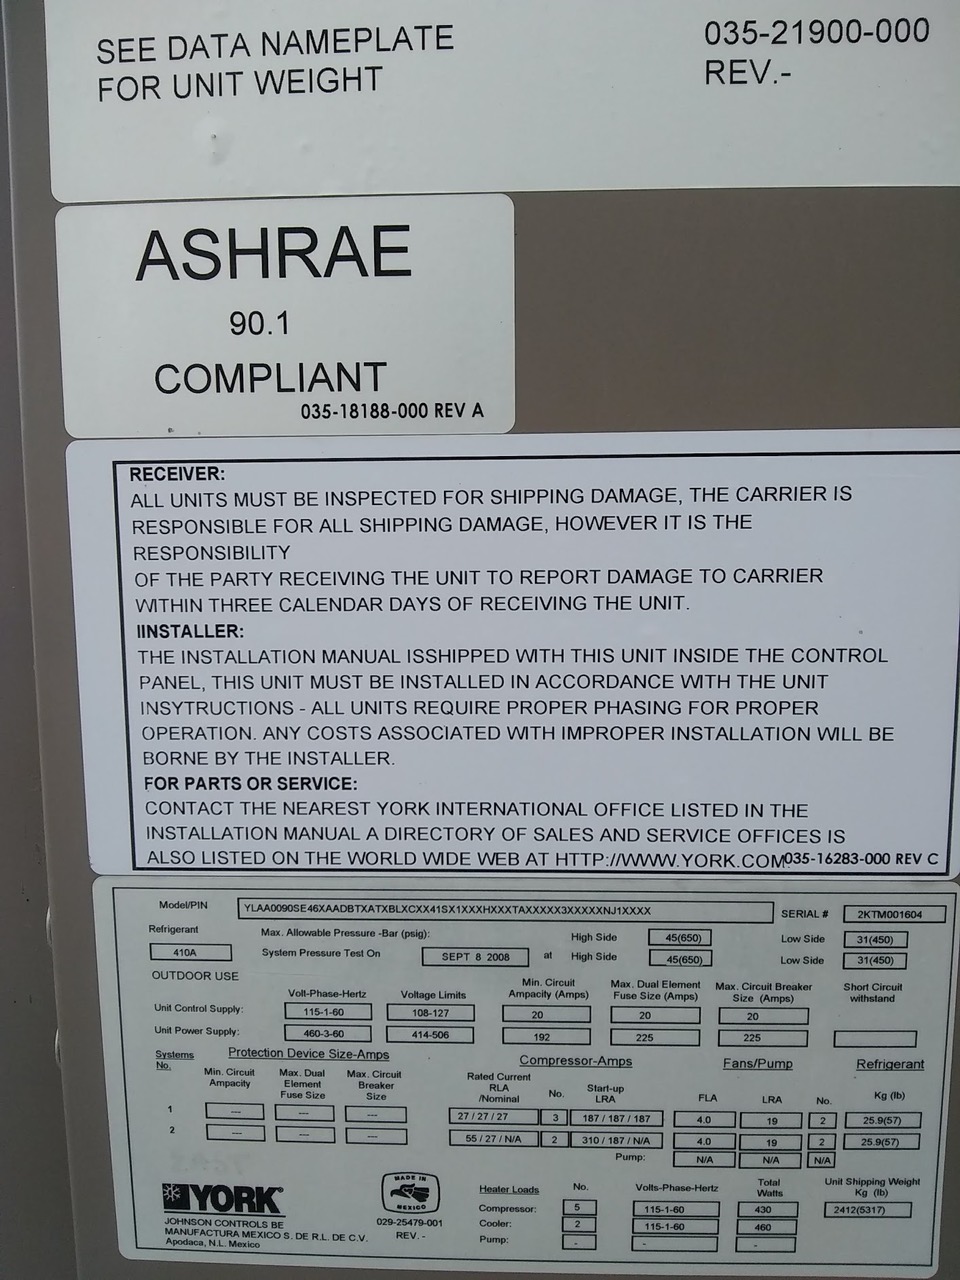 SEE DATA NAMEPLATE 035-21900-000
FOR UNIT WEIGHT REV.-
ASHRAE
90.1
COMPLIANT
035-18188-000 REV A
RECEIVER:
ALL UNITS MUST BE INSPECTED FOR SHIPPING DAMAGE, THE CARRIER IS
RESPONSIBLE FOR ALL SHIPPING DAMAGE, HOWEVER IT IS THE
RESPONSIBILITY
OF THE PARTY RECEIVING THE UNIT TO REPORT DAMAGE TO CARRIER
WITHIN THREE CALENDAR DAYS OF RECEIVING THE UNIT.
IINSTALLER:
THE INSTALLATION MANUAL ISSHIPPED WITH THIS UNIT INSIDE THE CONTROL
PANEL, THIS UNIT MUST BE INSTALLED IN ACCORDANCE WITH THE UNIT
INSYTRUCTIONS - ALL UNITS REQUIRE PROPER PHASING FOR PROPER
OPERATION. ANY COSTS ASSOCIATED WITH IMPROPER INSTALLATION WILL BE
BORNE BY THE INSTALLER.
FOR PARTS OR SERVICE:
CONTACT THE NEAREST YORK INTERNATIONAL OFFICE LISTED IN THE
INSTALLATION MANUAL A DIRECTORY OF SALES AND SERVICE OFFICES IS
ALSO LISTED ON THE WORLD WIDE WEB AT HTTP://WWW.YORK.COM 035-16283-000 REV C
Model/PIN YLAA0090SE46XAADBTXATXBLXCXX41SX1XXXHXXXTAXXXXX3XXXXXNJ1XXXX SERIAL # 2KTM001604
Refrigerant Max. Allowable Pressure -Bar (psig): High Side 45(650) Low Side 31(450)
410A System Pressure Test On SEPT 8 2008 at High Side 45(650) Low Side 31(450)
OUTDOOR USE
Volt-Phase-Hertz Voltage Limits Min. Circuit Ampacity (Amps) Max. Dual Element Fuse Size (Amps) Max. Circuit Breaker Size (Amps) Short Circuit withstand
Unit Control Supply: 115-1-60 108-127 20 20 20
Unit Power Supply: 460-3-60 414-506 192 225 225
Systems No. Protection Device Size-Amps Compressor-Amps Fans/Pump Refrigerant
Min. Circuit Ampacity Max. Dual Element Fuse Size Max. Circuit Breaker Size Rated Current RLA /Nominal No. Start-up LRA FLA LRA No. Kg (lb)
1 --- --- --- 27 / 27 / 27 3 187 / 187 / 187 4.0 19 2 25.9(57)
2 --- --- --- 55 / 27 / N/A 2 310 / 187 / N/A 4.0 19 2 25.9(57)
Pump: N/A N/A N/A
YORK
JOHNSON CONTROLS BE
MANUFACTURA MEXICO S. DE R.L. DE C.V.
Apodaca, N.L. Mexico
MADE IN
MEXICO
029-25479-001
REV. -
Heater Loads No. Volts-Phase-Hertz Total Watts Unit Shipping Weight Kg (lb)
Compressor: 5 115-1-60 430 2412(5317)
Cooler: 2 115-1-60 460
Pump: - - -